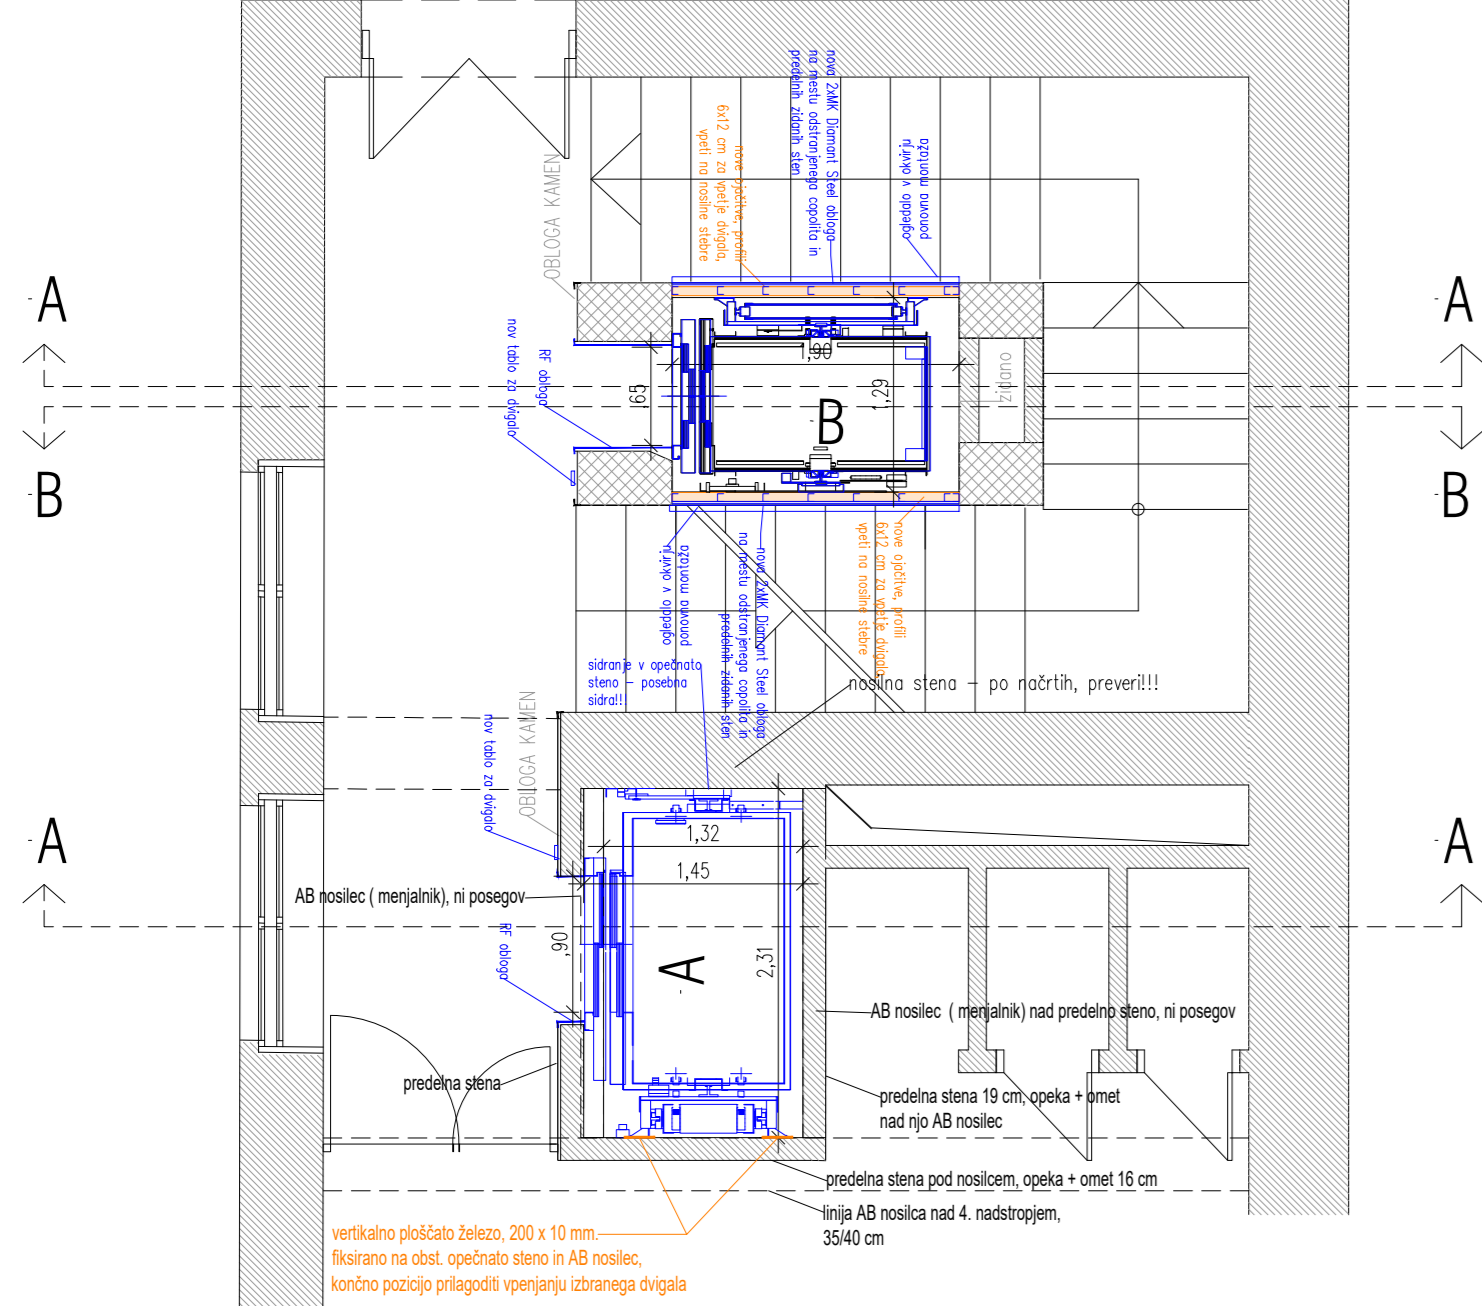 nova 2xMK Diamant Steel obloga
na mestu odstranjenega copolita in
predelnih zidanih sten
nove ojačitve, profili
6x12 cm za vpetje dvigala,
vpeti na nosilne stebre
ogledalo v okvirju
ponovna montaža
OBLOGA KAMEN
A
A
nov tablo za dvigalo
RF obloga
,65
1,98
1,29
B
zidano
B
B
ogledalo v okvirju
ponovna montaža
nova 2xMK Diamant Steel obloga
na mestu odstranjenega copolita in
predelnih zidanih sten
nove ojačitve, profili
6x12 cm za vpetje dvigala,
vpeti na nosilne stebre
sidranje v opečnato
steno – posebna
sidra!!!
nosilna stena – po načrtih, preveri!!!
OBLOGA KAMEN
nov tablo za dvigalo
A
A
1,32
1,45
AB nosilec ( menjalnik), ni posegov
RF obloga
,90
A
2,31
AB nosilec ( menjalnik) nad predelno steno, ni posegov
predelna stena
predelna stena 19 cm, opeka + omet
nad njo AB nosilec
predelna stena pod nosilcem, opeka + omet 16 cm
linija AB nosilca nad 4. nadstropjem,
35/40 cm
vertikalno ploščato železo, 200 x 10 mm.
fiksirano na obst. opečnato steno in AB nosilec,
končno pozicijo prilagoditi vpenjanju izbranega dvigala